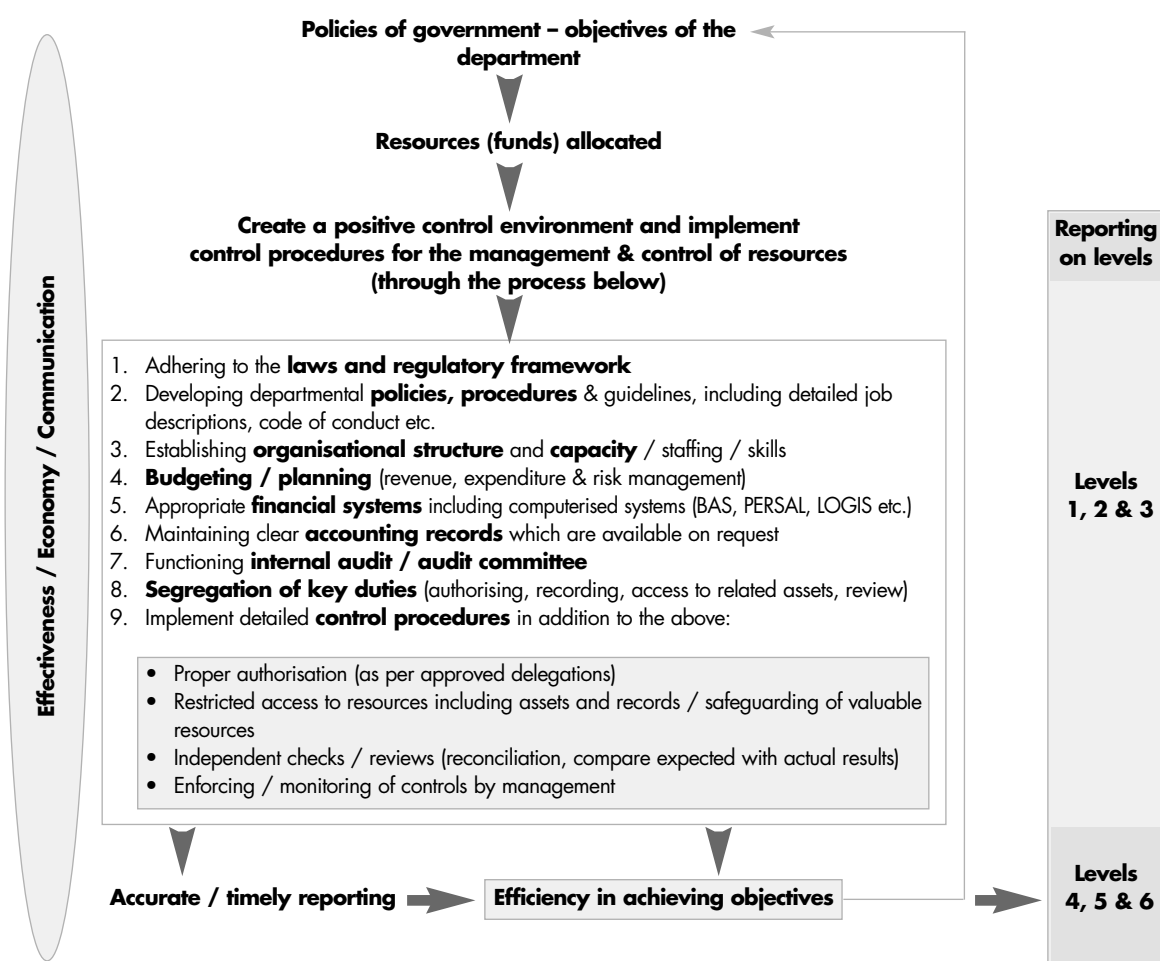 Policies of government – objectives of the
department
Resources (funds) allocated
Create a positive control environment and implement
control procedures for the management & control of resources
(through the process below)
1. Adhering to the laws and regulatory framework
2. Developing departmental policies, procedures & guidelines, including detailed job
descriptions, code of conduct etc.
3. Establishing organisational structure and capacity / staffing / skills
4. Budgeting / planning (revenue, expenditure & risk management)
5. Appropriate financial systems including computerised systems (BAS, PERSAL, LOGIS etc.)
6. Maintaining clear accounting records which are available on request
7. Functioning internal audit / audit committee
8. Segregation of key duties (authorising, recording, access to related assets, review)
9. Implement detailed control procedures in addition to the above:
• Proper authorisation (as per approved delegations)
• Restricted access to resources including assets and records / safeguarding of valuable
resources
• Independent checks / reviews (reconciliation, compare expected with actual results)
• Enforcing / monitoring of controls by management
Accurate / timely reporting
Efficiency in achieving objectives
Effectiveness / Economy / Communication
Reporting
on levels
Levels
1, 2 & 3
Levels
4, 5 & 6